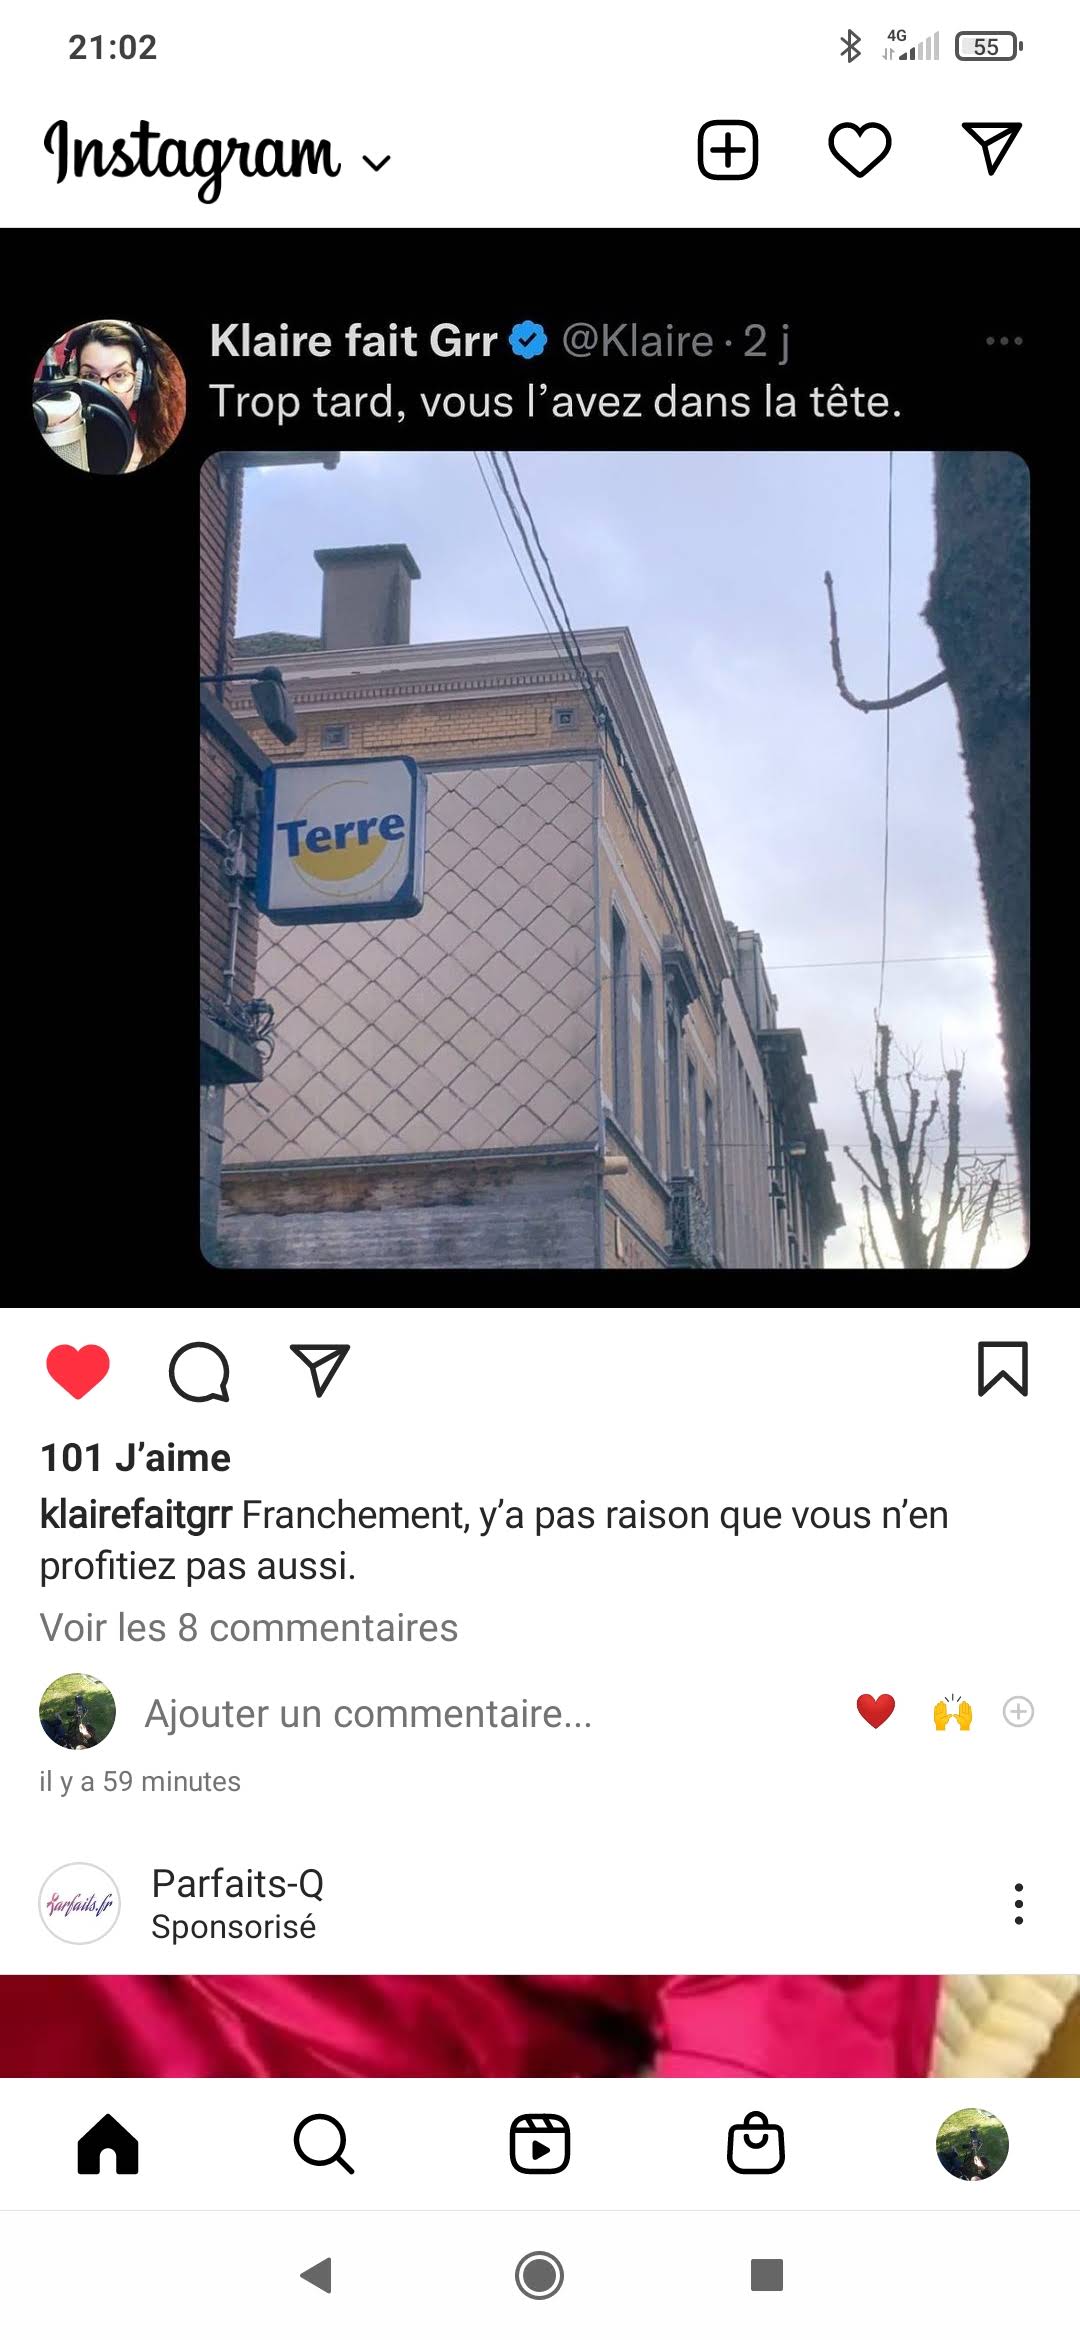 21:02
4G
55
Instagram
Klaire fait Grr @Klaire · 2 j
Trop tard, vous l’avez dans la tête.
Terre
101 J’aime
klairefaitgrr Franchement, y’a pas raison que vous n’en
profitiez pas aussi.
Voir les 8 commentaires
Ajouter un commentaire...
il y a 59 minutes
Parfaits.fr
Parfaits-Q
Sponsorisé